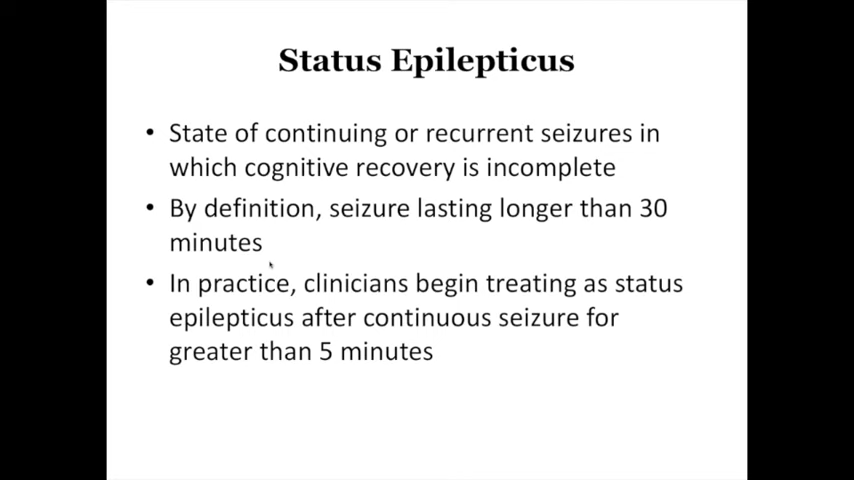 Status Epilepticus
• State of continuing or recurrent seizures in
which cognitive recovery is incomplete
• By definition, seizure lasting longer than 30
minutes
• In practice, clinicians begin treating as status
epilepticus after continuous seizure for
greater than 5 minutes